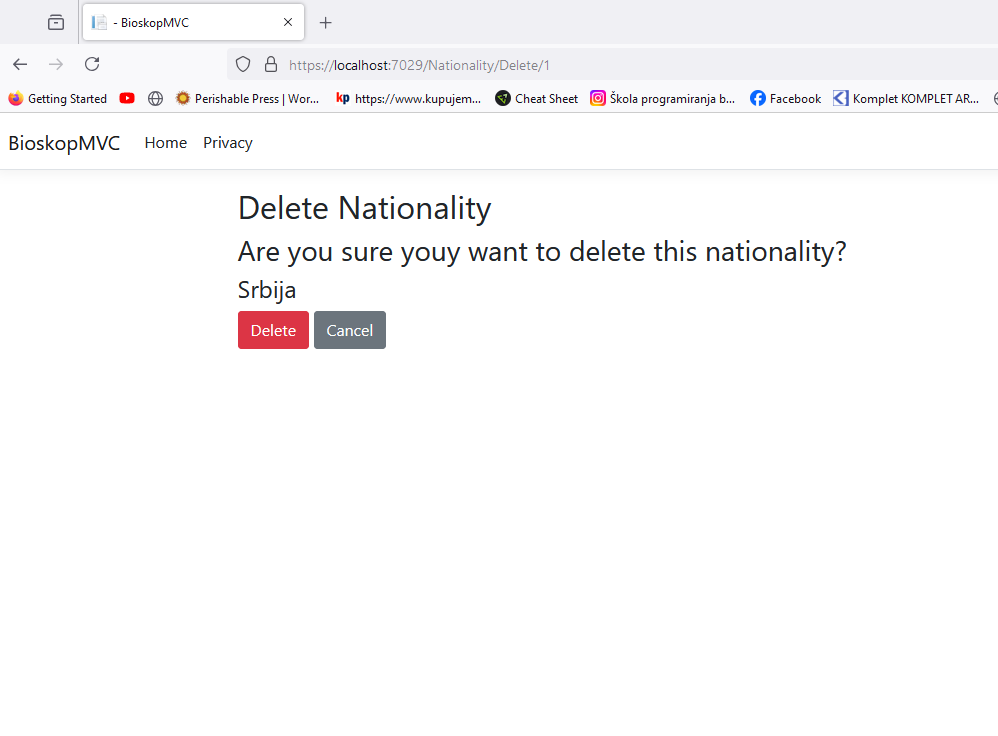 - BioskopMVC
https://localhost:7029/Nationality/Delete/1
Getting Started Perishable Press | Wor... kp https://www.kupujem... Cheat Sheet Škola programiranja b... Facebook Komplet KOMPLET AR...
BioskopMVC Home Privacy
Delete Nationality
Are you sure youy want to delete this nationality?
Srbija
Delete Cancel